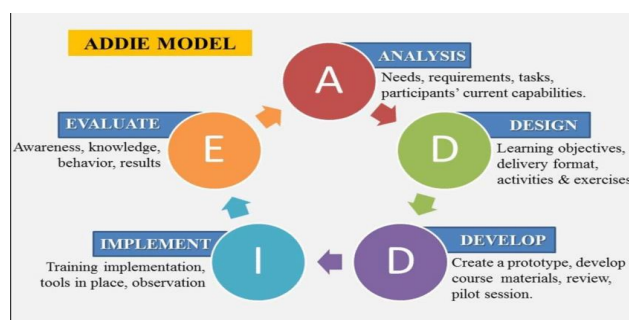 ADDIE MODEL
A
ANALYSIS
Needs, requirements, tasks,
participants' current capabilities.
D
DESIGN
Learning objectives,
delivery format,
activities & exercises
D
DEVELOP
Create a prototype, develop
course materials, review,
pilot session.
I
IMPLEMENT
Training implementation,
tools in place, observation
E
EVALUATE
Awareness, knowledge,
behavior, results